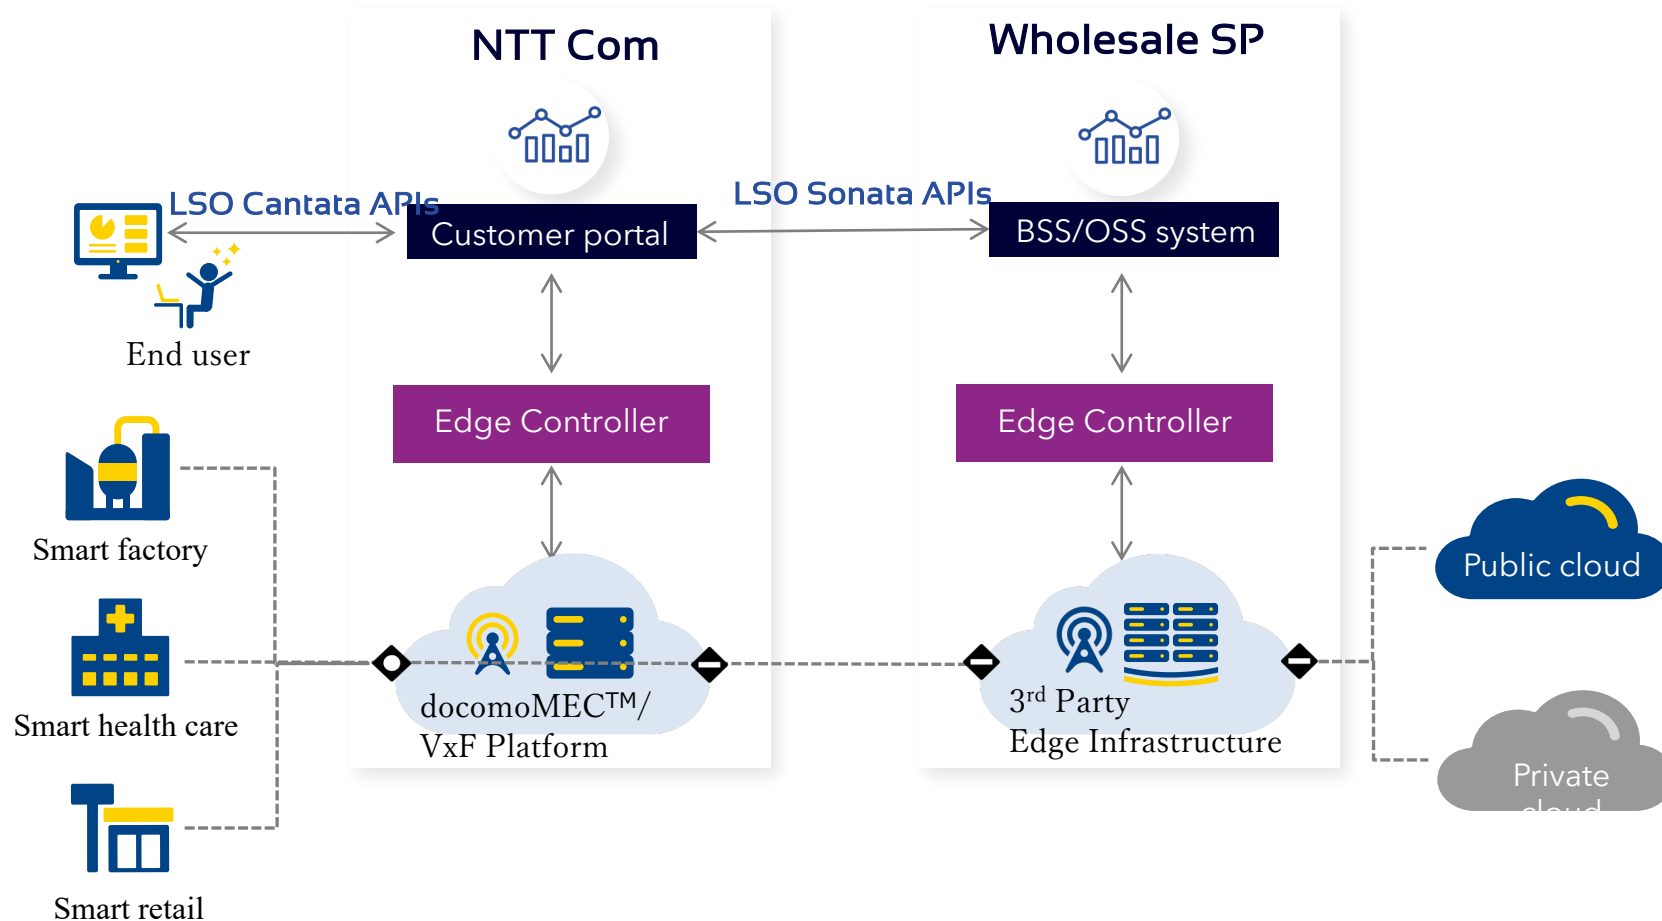 NTT Com
Wholesale SP
LSO Cantata APIs
LSO Sonata APIs
Customer portal
BSS/OSS system
End user
Edge Controller
Edge Controller
Smart factory
Public cloud
Smart health care
docomoMEC™/
VxF Platform
3rd Party
Edge Infrastructure
Private
cloud
Smart retail